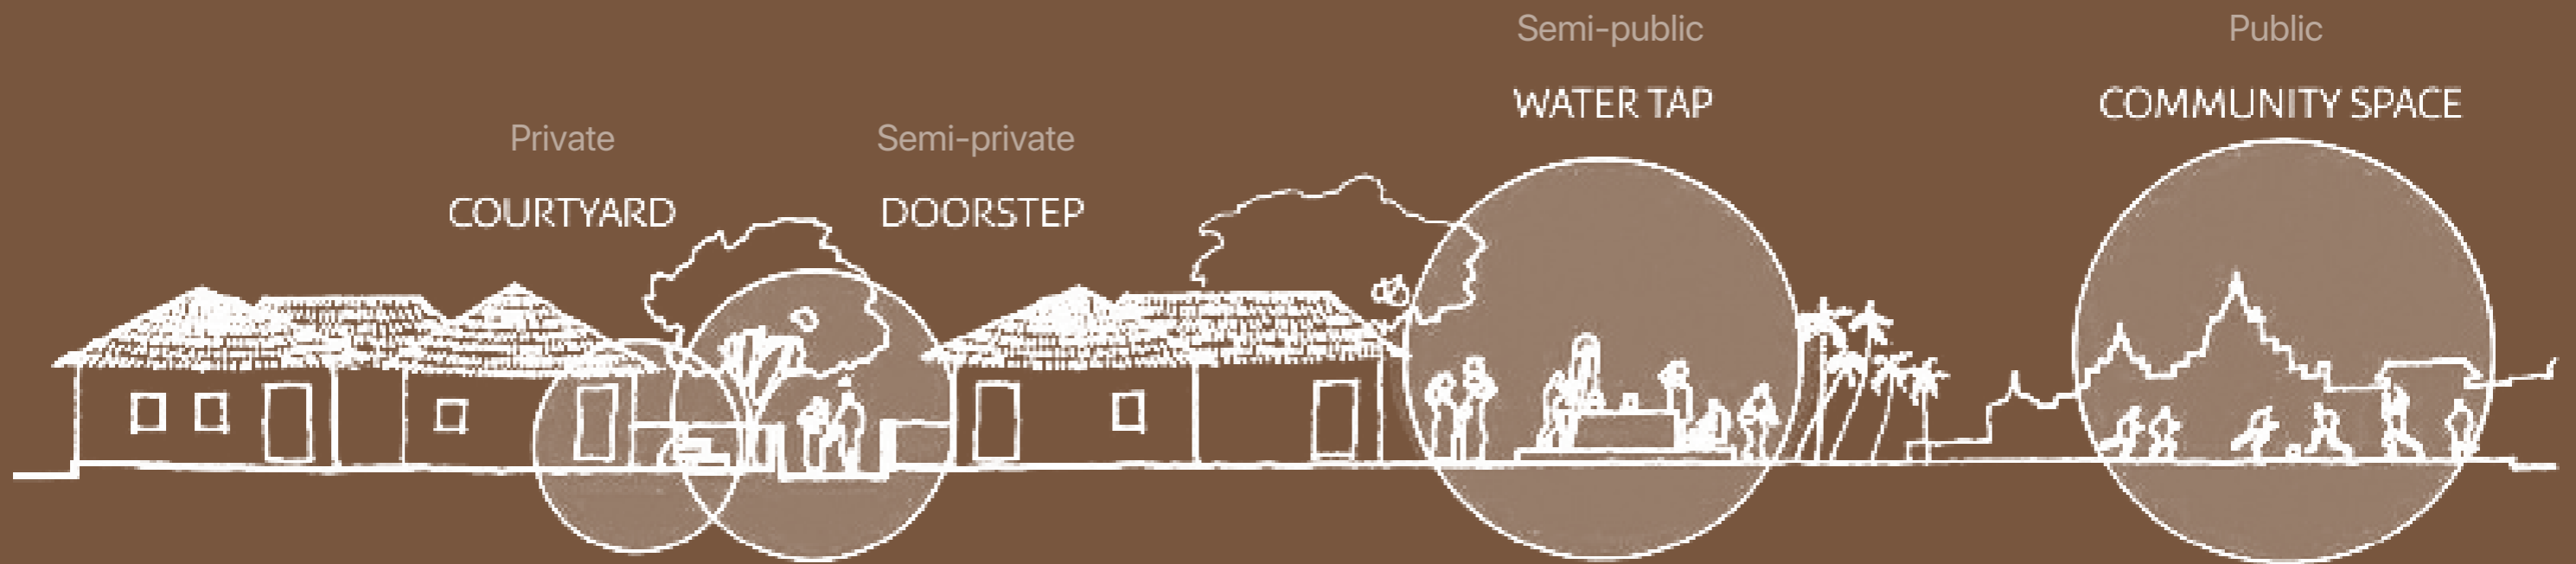 Private
COURTYARD
Semi-private
DOORSTEP
Semi-public
WATER TAP
Public
COMMUNITY SPACE